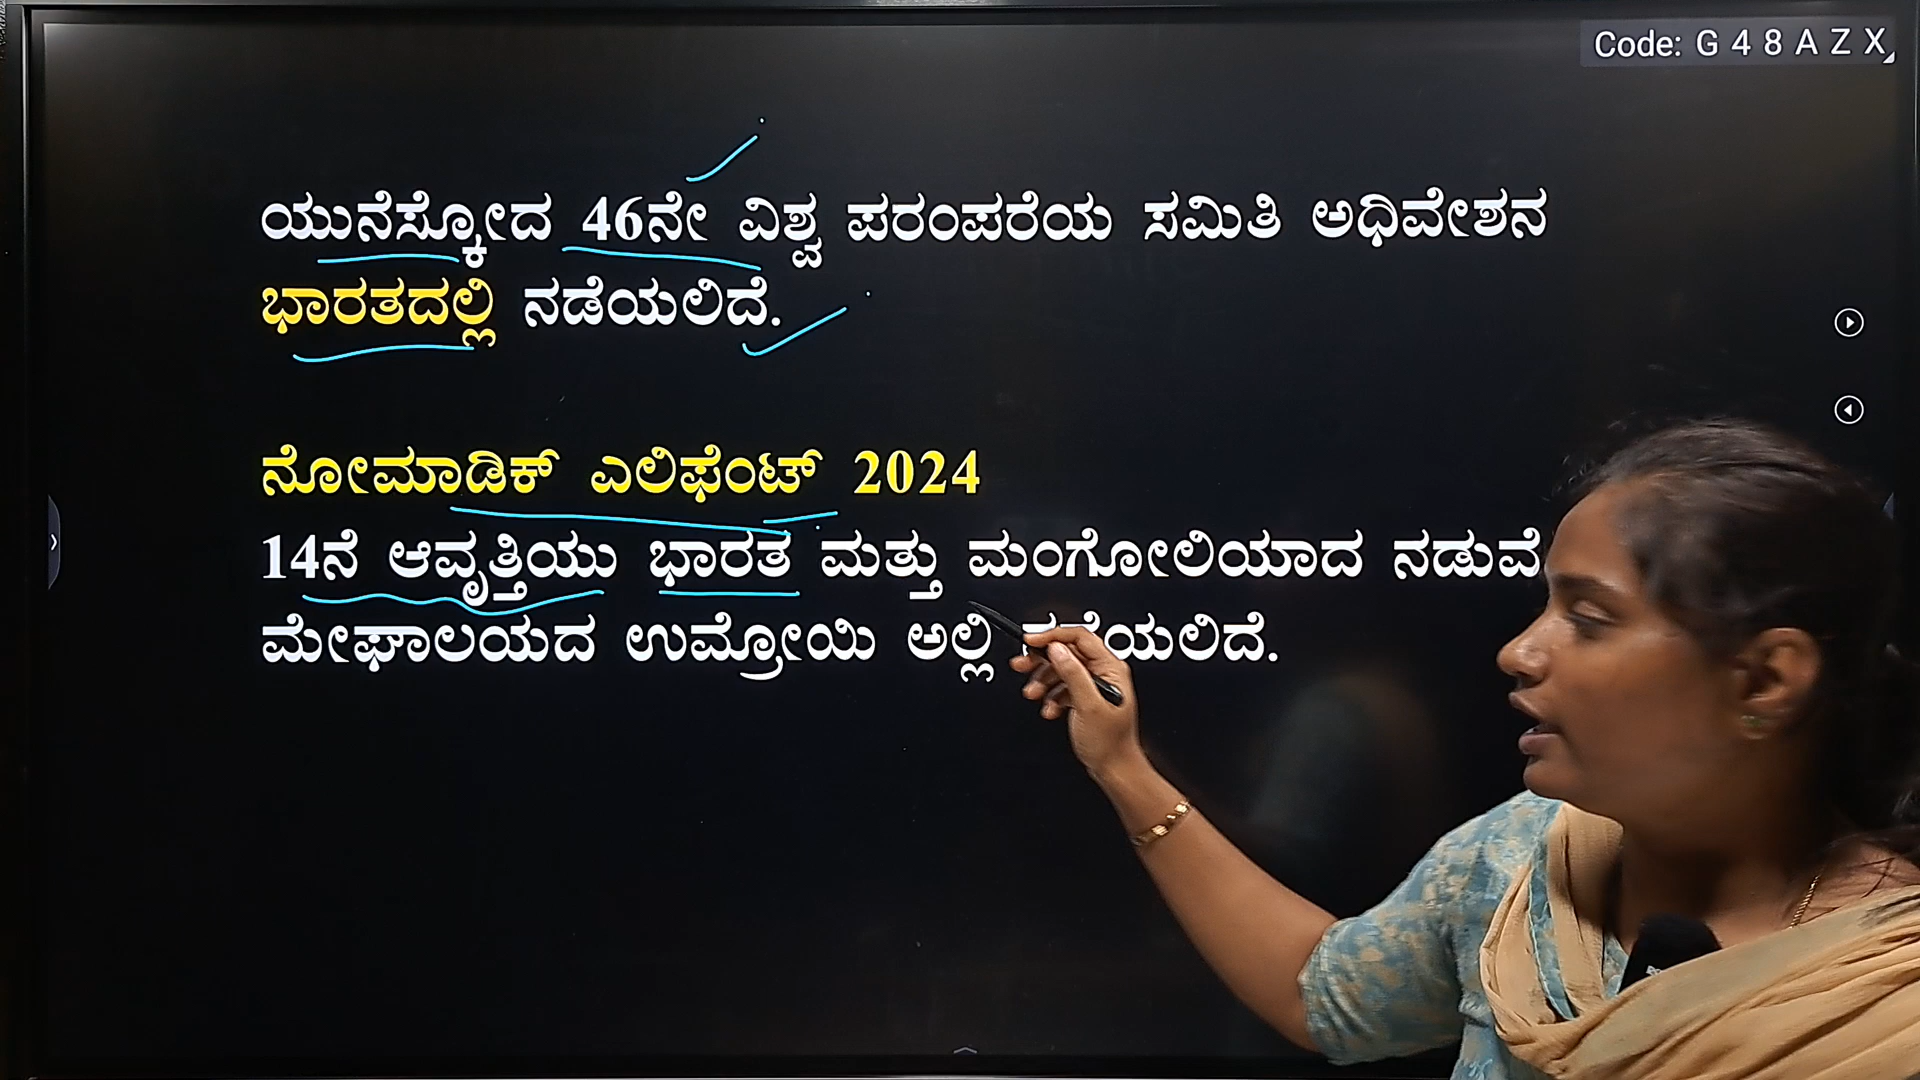 Code: G 4 8 A Z X
ಯುನೆಸ್ಕೋದ 46ನೇ ವಿಶ್ವ ಪರಂಪರೆಯ ಸಮಿತಿ ಅಧಿವೇಶನ
ಭಾರತದಲ್ಲಿ ನಡೆಯಲಿದೆ.
ನೋಮಾಡಿಕ್ ಎಲಿಫೆಂಟ್ 2024
14ನೆ ಆವೃತ್ತಿಯು ಭಾರತ ಮತ್ತು ಮಂಗೋಲಿಯಾದ ನಡುವೆ
ಮೇಘಾಲಯದ ಉಮ್ರೋಯಿ ಅಲ್ಲಿ ನಡೆಯಲಿದೆ.